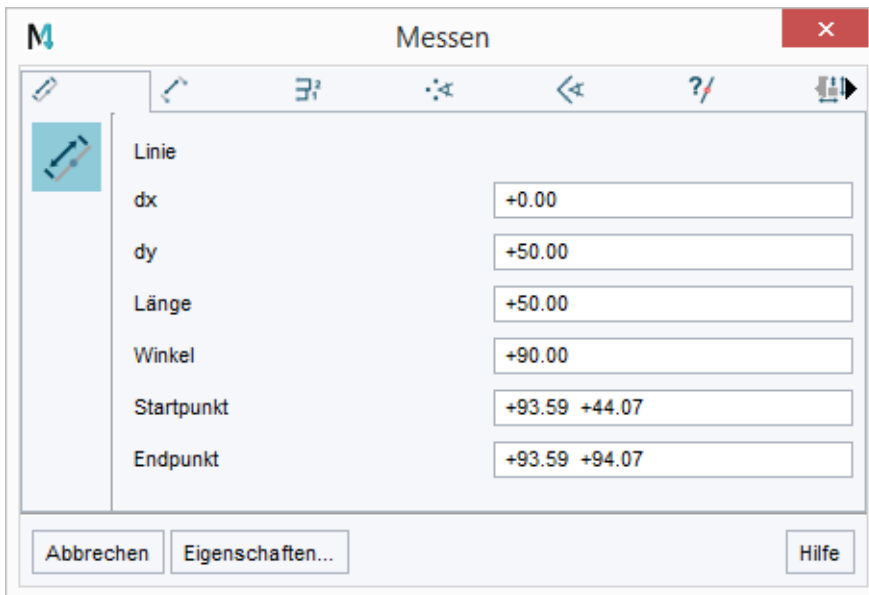 Messen
Linie
dx +0.00
dy +50.00
Länge +50.00
Winkel +90.00
Startpunkt +93.59 +44.07
Endpunkt +93.59 +94.07
Abbrechen Eigenschaften... Hilfe